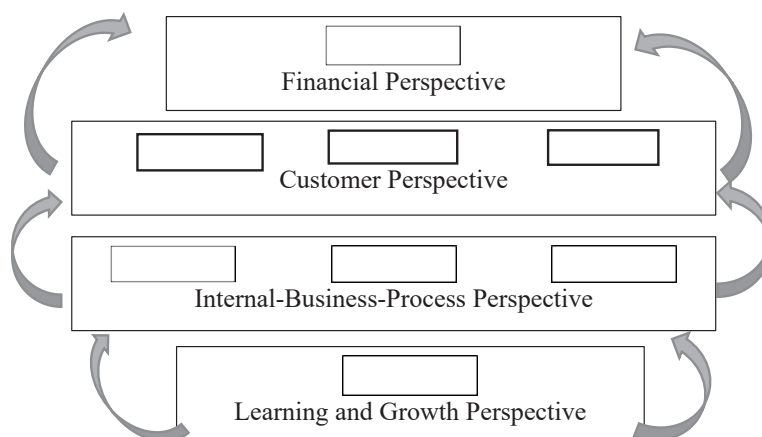 Financial Perspective
Customer Perspective
Internal-Business-Process Perspective
Learning and Growth Perspective